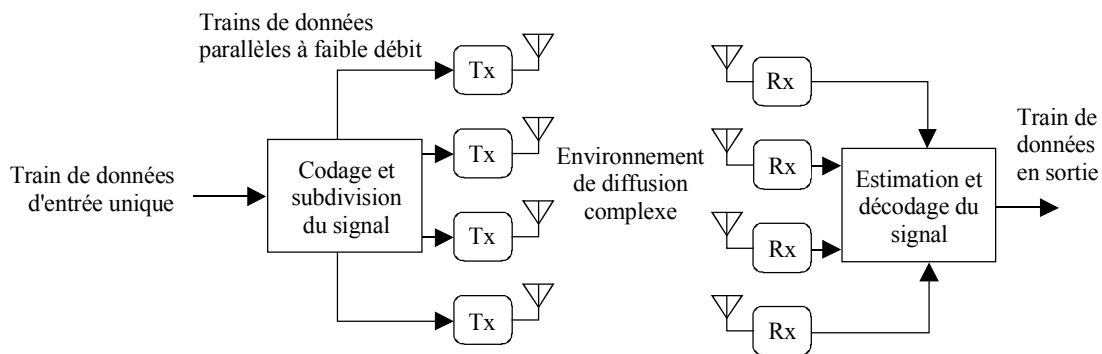 Trains de données
parallèles à faible débit
Tx
Tx
Tx
Tx
Train de données
d'entrée unique
Codage et
subdivision
du signal
Environnement
de diffusion
complexe
Rx
Rx
Rx
Rx
Estimation et
décodage du
signal
Train de
données
en sortie